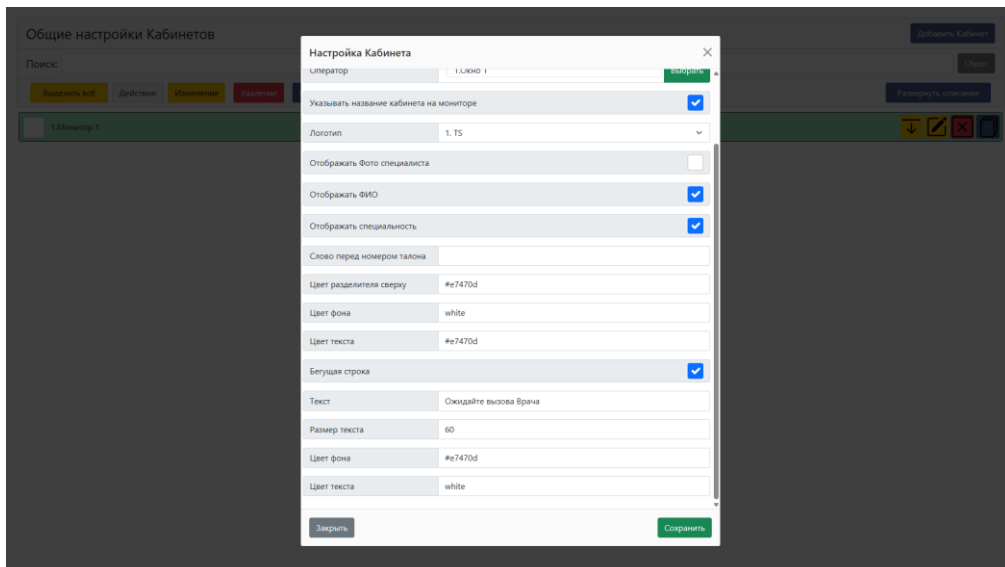 Общие настройки Кабинетов
Добавить Кабинет
Поиск:
Сброс
Выделить всё
Действия:
Изменение
Удаление
Развернуть описание
1.Монитор 1
Настройка Кабинета
Оператор
1.Окно 1
Выбрать
Указывать название кабинета на мониторе
Логотип
1. TS
Отображать Фото специалиста
Отображать ФИО
Отображать специальность
Слово перед номером талона
Цвет разделителя сверху
#e7470d
Цвет фона
white
Цвет текста
#e7470d
Бегущая строка
Текст
Ожидайте вызова Врача
Размер текста
60
Цвет фона
#e7470d
Цвет текста
white
Закрыть
Сохранить